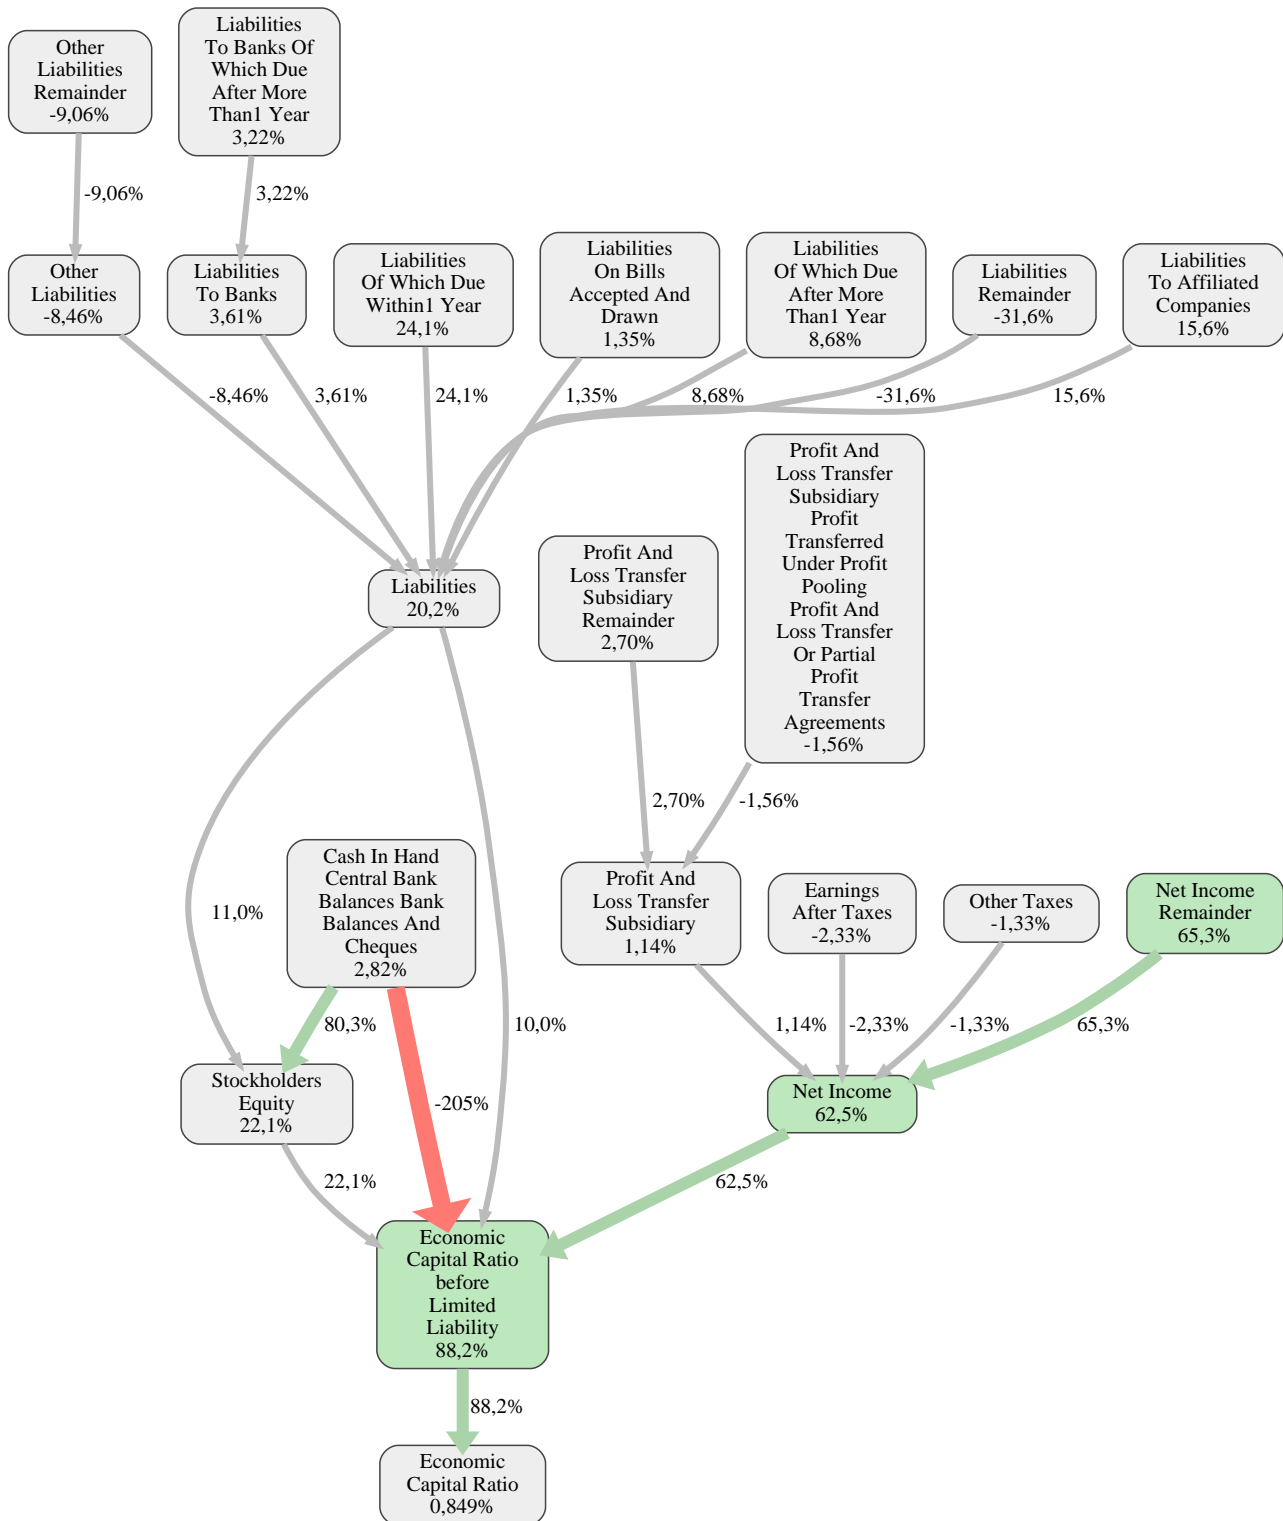 Other
Liabilities
Remainder
-9,06%
Liabilities
To Banks Of
Which Due
After More
Than1 Year
3,22%
-9,06%
3,22%
Other
Liabilities
-8,46%
Liabilities
To Banks
3,61%
Liabilities
Of Which Due
Within1 Year
24,1%
Liabilities
On Bills
Accepted And
Drawn
1,35%
Liabilities
Of Which Due
After More
Than1 Year
8,68%
Liabilities
Remainder
-31,6%
Liabilities
To Affiliated
Companies
15,6%
-8,46%
3,61%
24,1%
1,35%
8,68%
-31,6%
15,6%
Liabilities
20,2%
Profit And
Loss Transfer
Subsidiary
Remainder
2,70%
Profit And
Loss Transfer
Subsidiary
Profit
Transferred
Under Profit
Pooling
Profit And
Loss Transfer
Or Partial
Profit
Transfer
Agreements
-1,56%
2,70%
-1,56%
Cash In Hand
Central Bank
Balances Bank
Balances And
Cheques
2,82%
Profit And
Loss Transfer
Subsidiary
1,14%
Earnings
After Taxes
-2,33%
Other Taxes
-1,33%
Net Income
Remainder
65,3%
11,0%
80,3%
-205%
10,0%
1,14%
-2,33%
-1,33%
65,3%
Stockholders
Equity
22,1%
Net Income
62,5%
22,1%
62,5%
Economic
Capital Ratio
before
Limited
Liability
88,2%
88,2%
Economic
Capital Ratio
0,849%